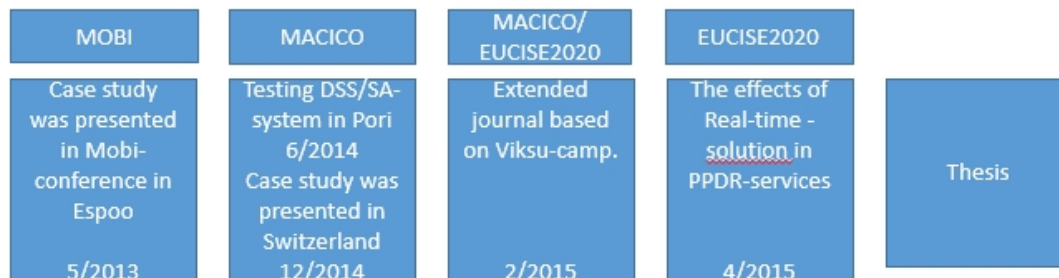 MOBI
MACICO
MACICO/
EUCISE2020
EUCISE2020
Case study
was presented
in Mobi-
conference in
Espoo
5/2013
Testing DSS/SA-
system in Pori
6/2014
Case study was
presented in
Switzerland
12/2014
Extended
journal based
on Viksu-camp.
2/2015
The effects of
Real-time -
solution in
PPDR-services
4/2015
Thesis